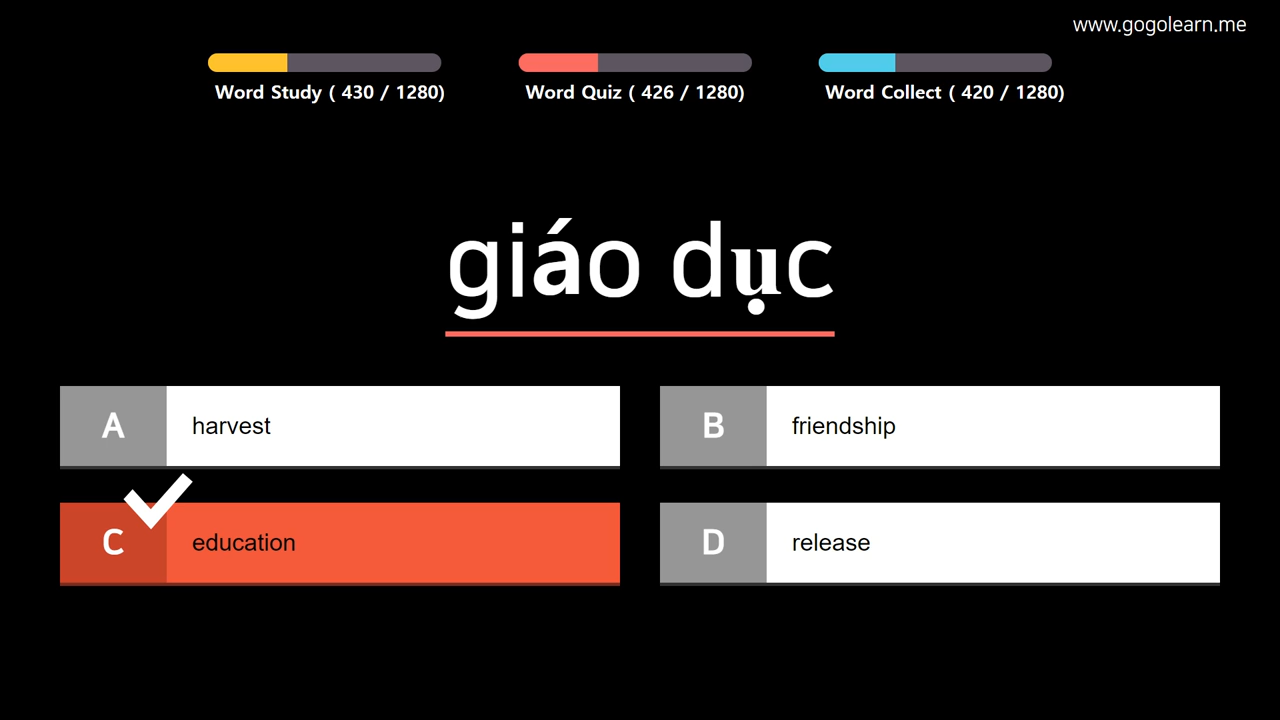 www.gogolearn.me
Word Study ( 430 / 1280)
Word Quiz ( 426 / 1280)
Word Collect ( 420 / 1280)
giáo dục
A harvest
B friendship
C education
D release